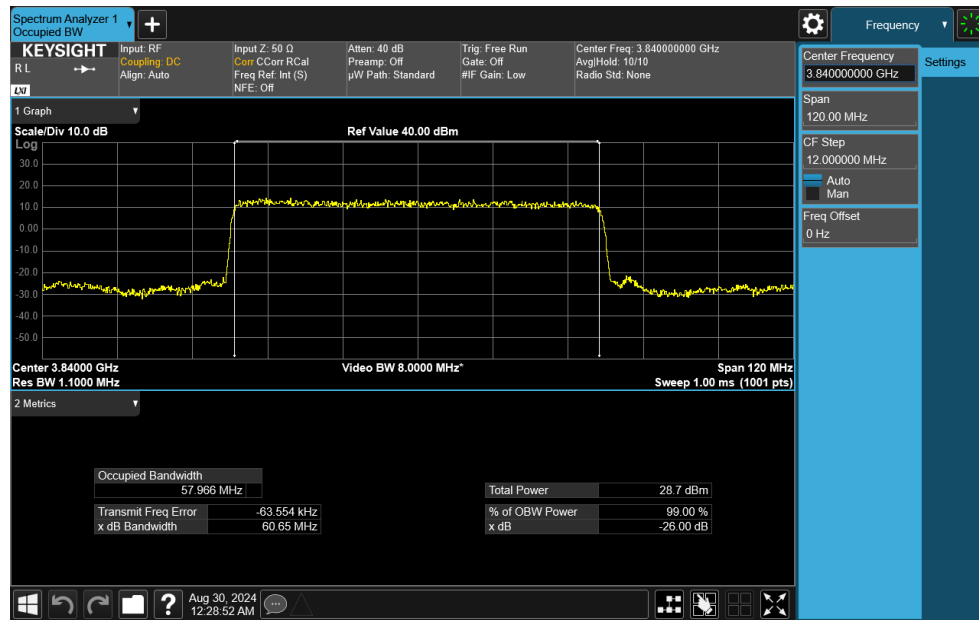 Spectrum Analyzer 1
Occupied BW
Frequency
KEYSIGHT
R L
LXI
Input: RF
Coupling: DC
Align: Auto
Input Z: 50 Ω
Corr CCorr RCal
Freq Ref: Int (S)
NFE: Off
Atten: 40 dB
Preamp: Off
µW Path: Standard
Trig: Free Run
Gate: Off
#IF Gain: Low
Center Freq: 3.840000000 GHz
Avg|Hold: 10/10
Radio Std: None
Center Frequency
3.840000000 GHz
Settings
Span
120.00 MHz
CF Step
12.000000 MHz
Auto
Man
Freq Offset
0 Hz
1 Graph
Scale/Div 10.0 dB
Ref Value 40.00 dBm
Log
30.0
20.0
10.0
0.00
-10.0
-20.0
-30.0
-40.0
-50.0
Center 3.84000 GHz
Video BW 8.0000 MHz*
Span 120 MHz
Res BW 1.1000 MHz
Sweep 1.00 ms (1001 pts)
2 Metrics
Occupied Bandwidth
57.966 MHz
Transmit Freq Error -63.554 kHz
x dB Bandwidth 60.65 MHz
Total Power 28.7 dBm
% of OBW Power 99.00 %
x dB -26.00 dB
?
Aug 30, 2024
12:28:52 AM